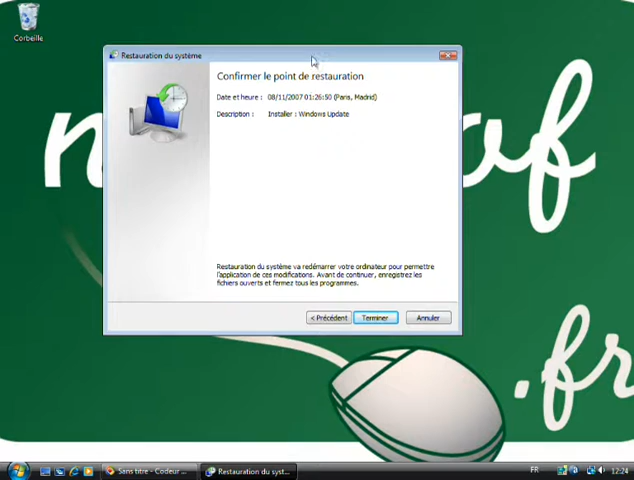 Corbeille
Restauration du système
Confirmer le point de restauration
Date et heure : 08/11/2007 01:26:50 (Paris, Madrid)
Description : Installer : Windows Update
Restauration du système va redémarrer votre ordinateur pour permettre
l'application de ces modifications. Avant de continuer, enregistrez les
fichiers ouverts et fermez tous les programmes.
< Précédent Terminer Annuler
af
.fr
Sans titre - Codeur ... Restauration du syst... FR 12:24